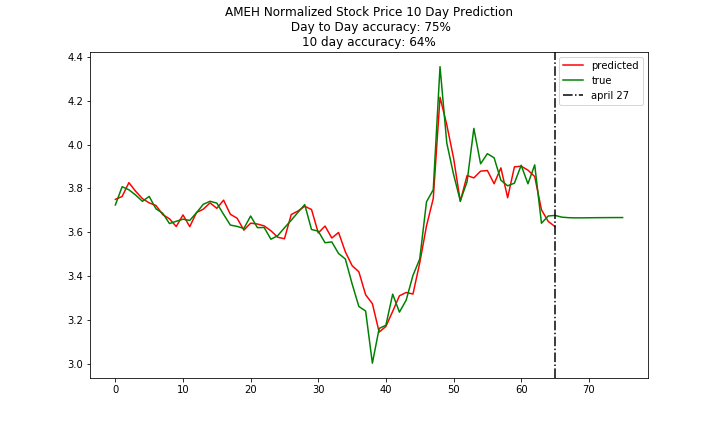 AMEH Normalized Stock Price 10 Day Prediction
Day to Day accuracy: 75%
10 day accuracy: 64%
4.4
4.2
4.0
3.8
3.6
3.4
3.2
3.0
0 10 20 30 40 50 60 70
predicted
true
april 27